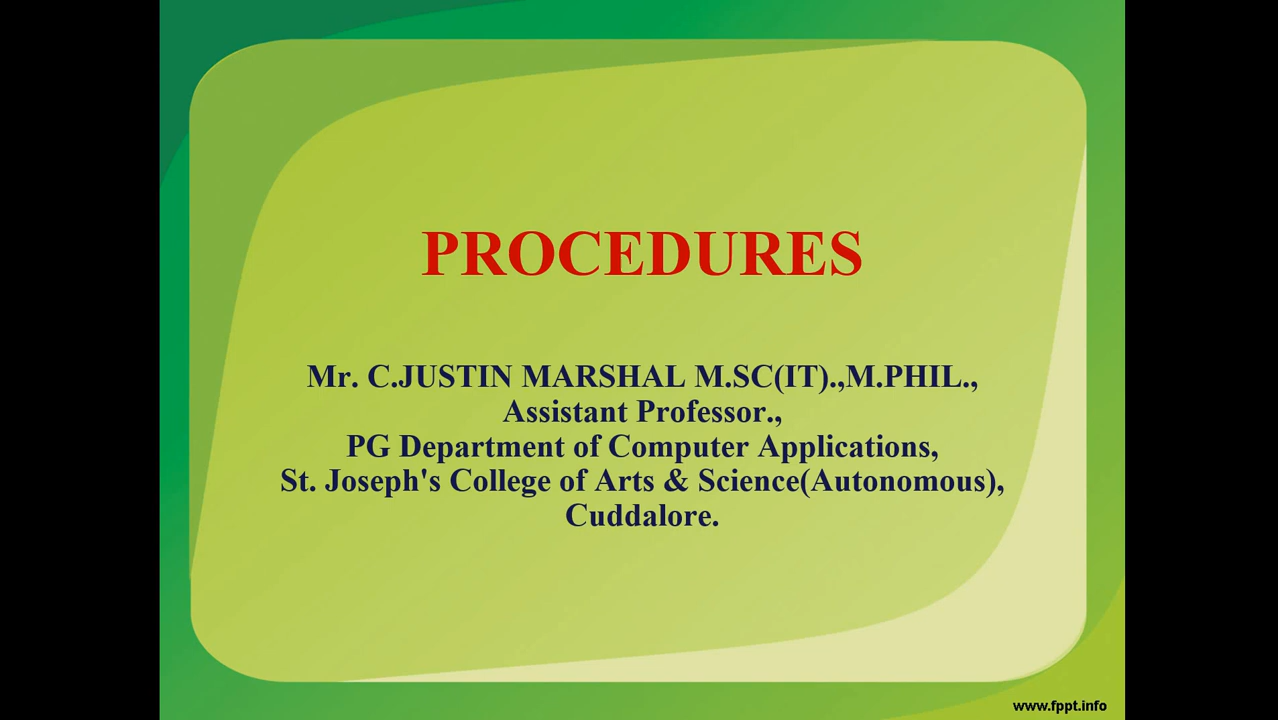 PROCEDURES
Mr. C.JUSTIN MARSHAL M.SC(IT).,M.PHIL.,
Assistant Professor.,
PG Department of Computer Applications,
St. Joseph's College of Arts & Science(Autonomous),
Cuddalore.
www.fppt.info